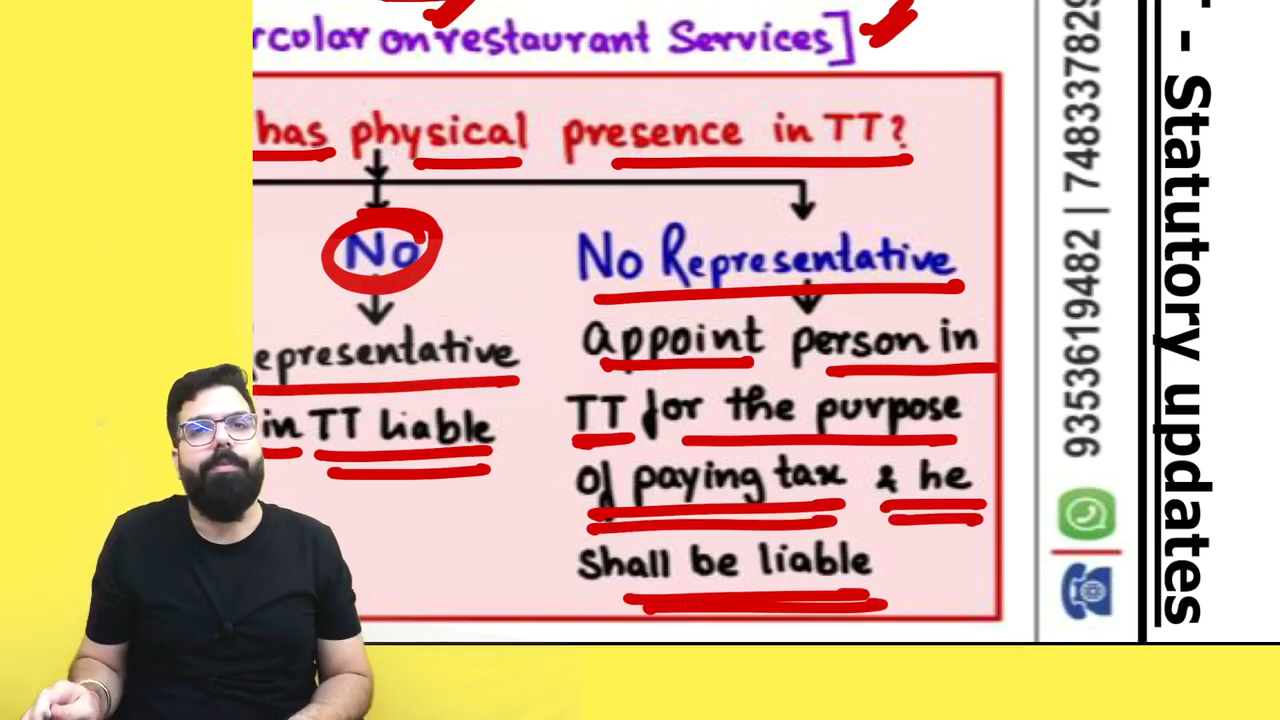 rcular on restaurant Services]
has physical presence in TT?
No
epresentative
in TT liable
No Representative
Appoint person in
TT for the purpose
of paying tax & he
Shall be liable
9353619482 | 748337829
- Statutory updates